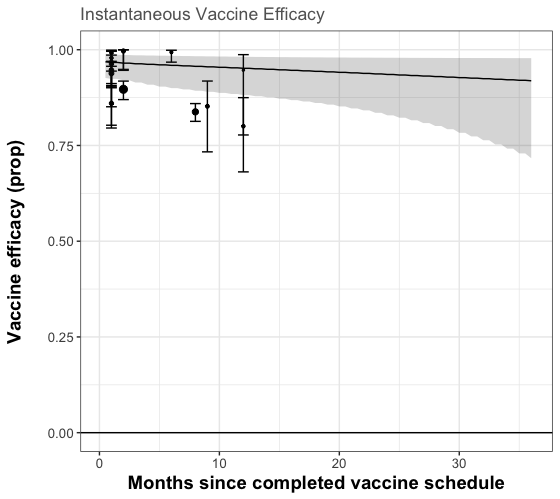 Instantaneous Vaccine Efficacy
Vaccine efficacy (prop)
1.00
0.75
0.50
0.25
0.00
0 10 20 30
Months since completed vaccine schedule